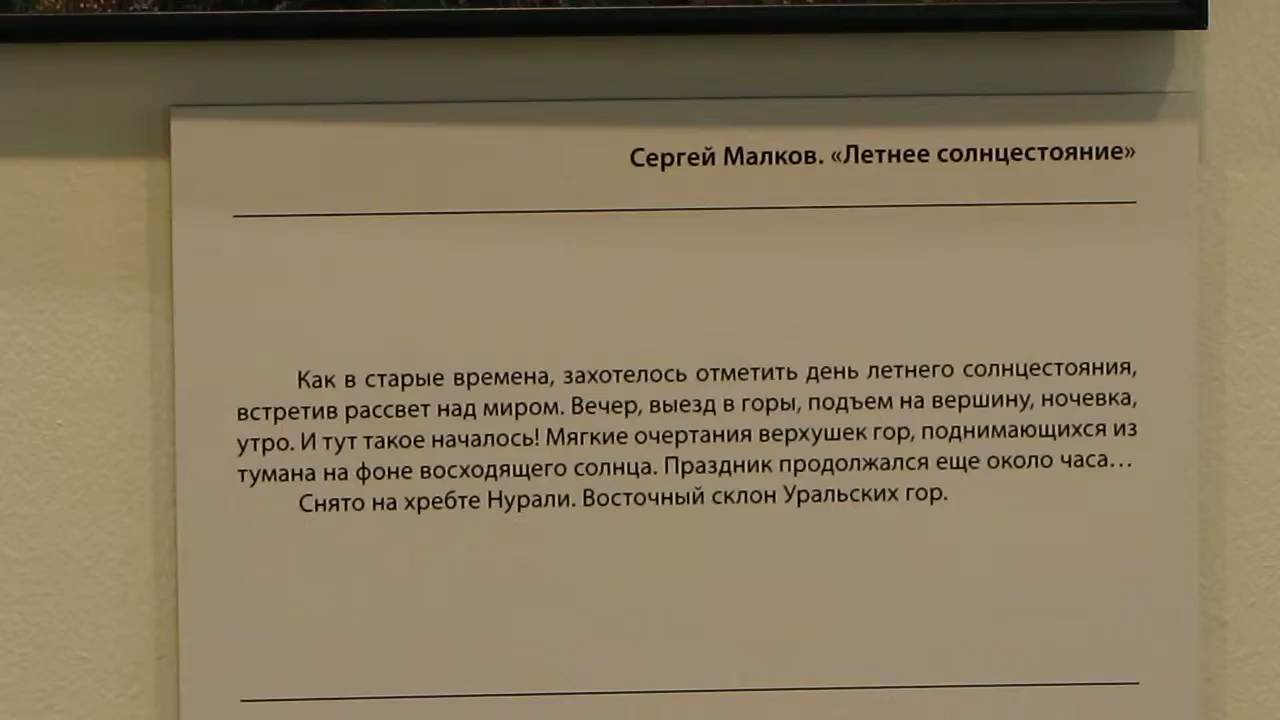 Сергей Малков. «Летнее солнцестояние»
Как в старые времена, захотелось отметить день летнего солнцестояния,
встретив рассвет над миром. Вечер, выезд в горы, подъем на вершину, ночевка,
утро. И тут такое началось! Мягкие очертания верхушек гор, поднимающихся из
тумана на фоне восходящего солнца. Праздник продолжался еще около часа…
Снято на хребте Нурали. Восточный склон Уральских гор.